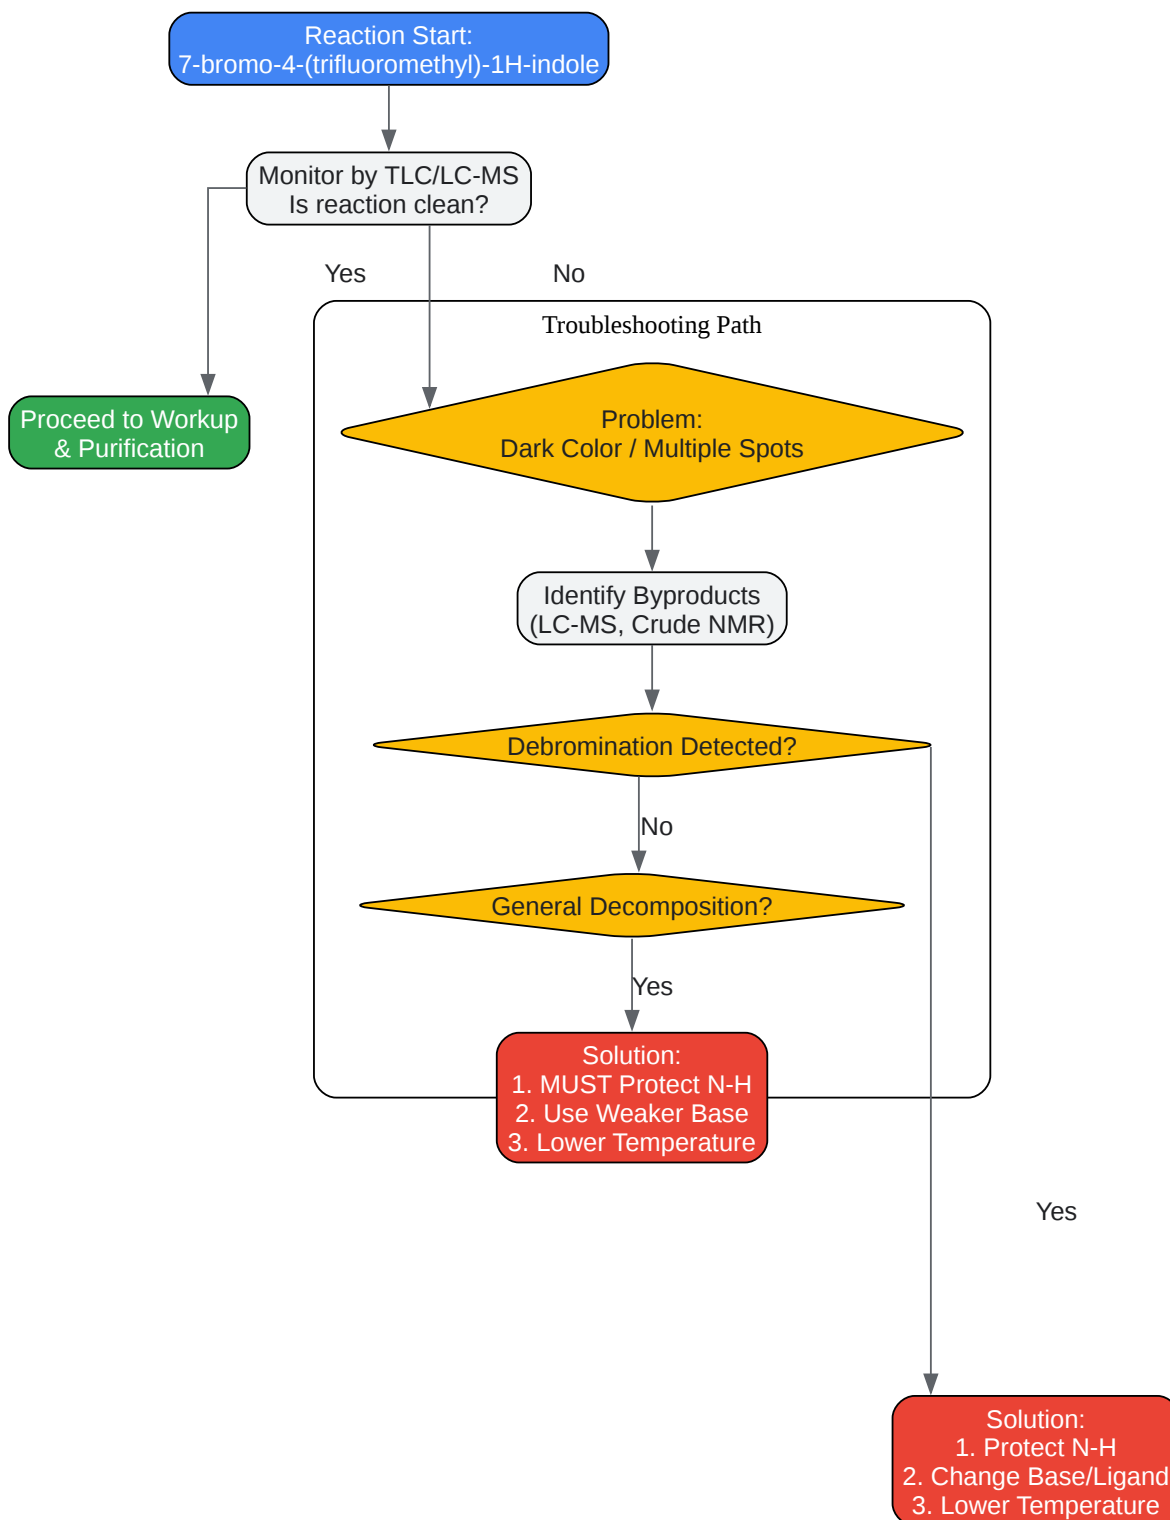 Reaction Start:
7-bromo-4-(trifluoromethyl)-1H-indole
Monitor by TLC/LC-MS
Is reaction clean?
Yes
No
Troubleshooting Path
Proceed to Workup
& Purification
Problem:
Dark Color / Multiple Spots
Identify Byproducts
(LC-MS, Crude NMR)
Debromination Detected?
No
General Decomposition?
Yes
Solution:
1. MUST Protect N-H
2. Use Weaker Base
3. Lower Temperature
Yes
Solution:
1. Protect N-H
2. Change Base/Ligand
3. Lower Temperature